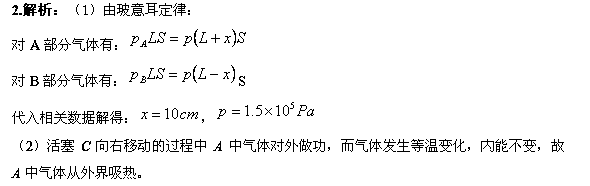 2.解析：（1）由玻意耳定律：
对 A 部分气体有：p_A LS = p(L + x)S
对 B 部分气体有：p_B LS = p(L − x) S
代入相关数据解得：x = 10cm，p = 1.5×10⁵ Pa
（2）活塞 C 向右移动的过程中 A 中气体对外做功，而气体发生等温变化，内能不变，故
A 中气体从外界吸热。